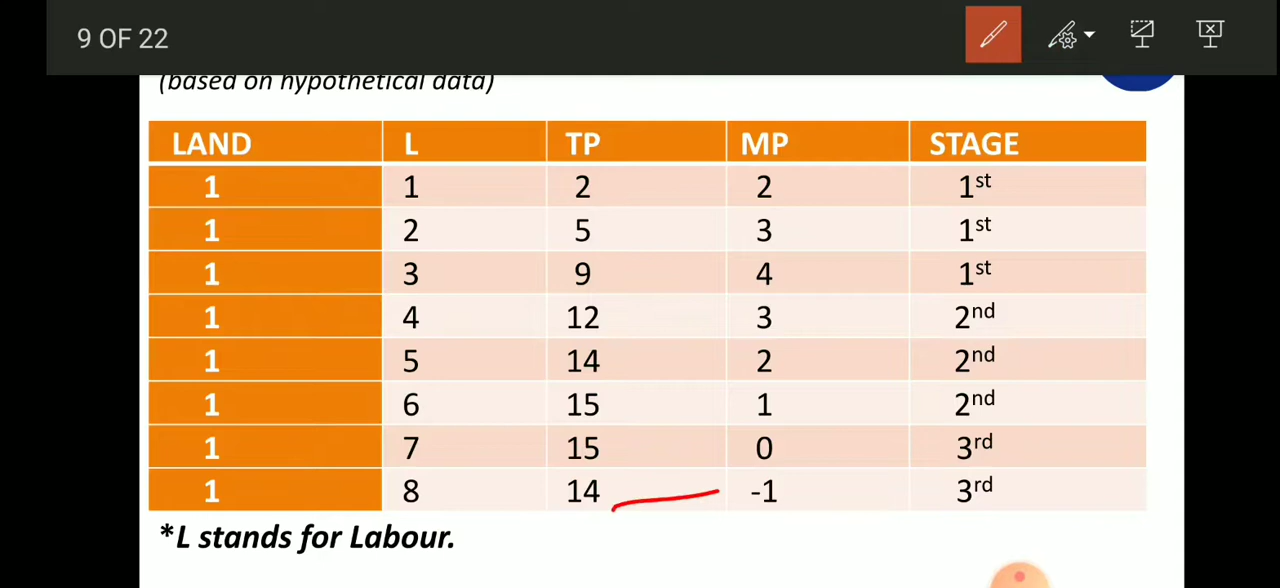 9 OF 22
(based on hypothetical data)
LAND L TP MP STAGE
1 1 2 2 1st
1 2 5 3 1st
1 3 9 4 1st
1 4 12 3 2nd
1 5 14 2 2nd
1 6 15 1 2nd
1 7 15 0 3rd
1 8 14 -1 3rd
*L stands for Labour.